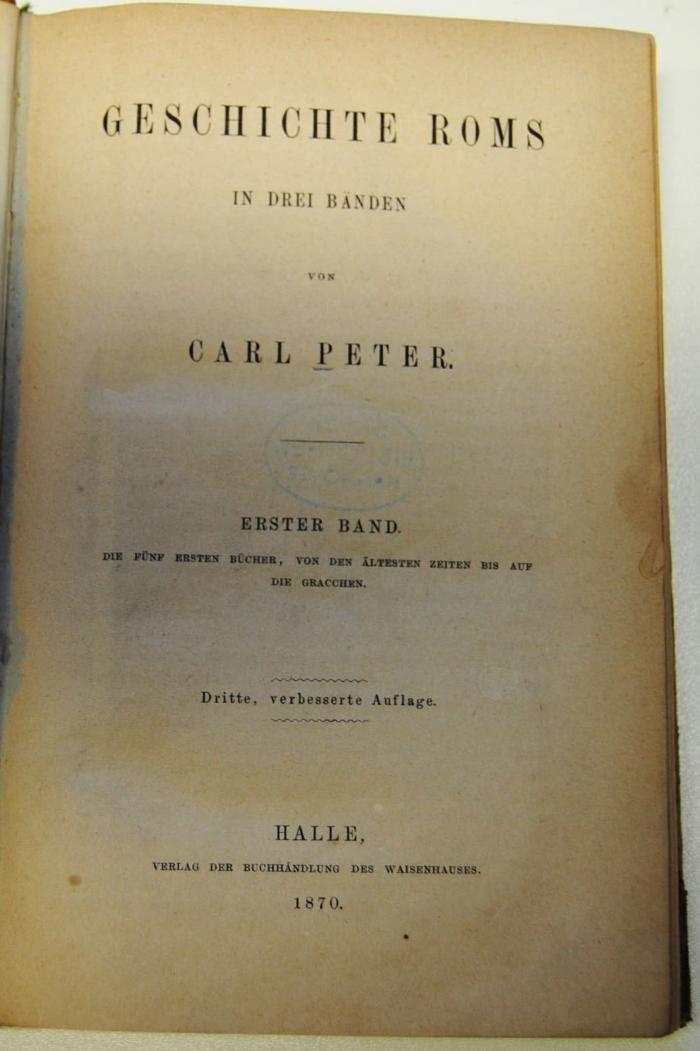 GESCHICHTE ROMS
IN DREI BÄNDEN
VON
CARL PETER.
ERSTER BAND.
DIE FÜNF ERSTEN BÜCHER, VON DEN ÄLTESTEN ZEITEN BIS AUF
DIE GRACCHEN.
Dritte, verbesserte Auflage.
HALLE,
VERLAG DER BUCHHÄNDLUNG DES WAISENHAUSES.
1870.